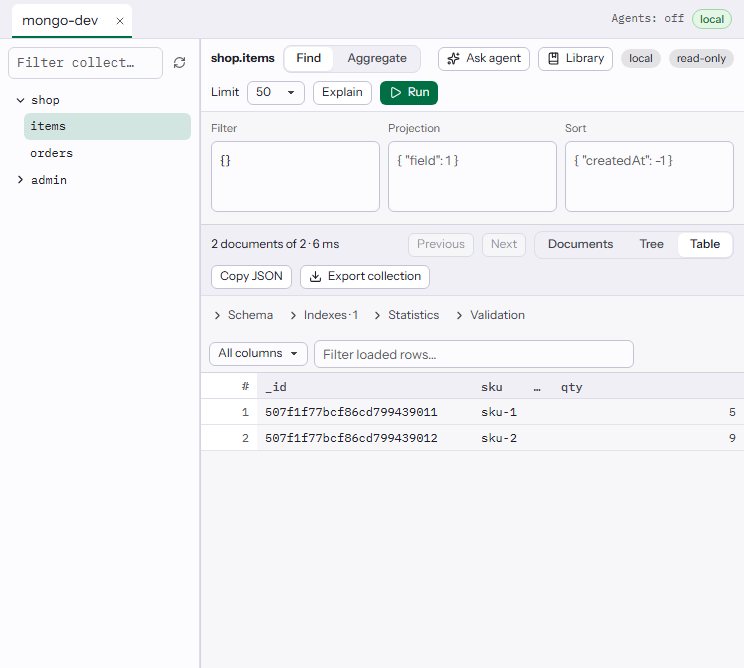 mongo-dev ×
Agents: off local
Filter collect…
shop
items
orders
admin
shop.items Find Aggregate Ask agent Library local read-only
Limit 50 Explain Run
Filter Projection Sort
{} { "field": 1 } { "createdAt": -1 }
2 documents of 2 · 6 ms Previous Next Documents Tree Table
Copy JSON Export collection
Schema Indexes · 1 Statistics Validation
All columns Filter loaded rows…
# _id sku … qty
1 507f1f77bcf86cd799439011 sku-1 5
2 507f1f77bcf86cd799439012 sku-2 9